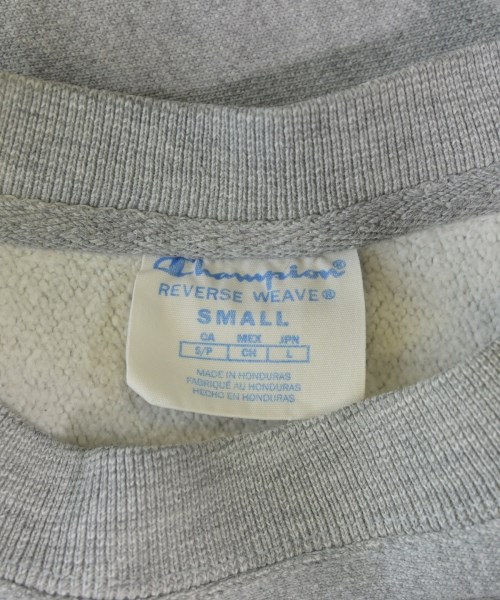 Champion®
REVERSE WEAVE®
SMALL
CA MEX JPN
S/P CH L
MADE IN HONDURAS
FABRIQUÉ AU HONDURAS
HECHO EN HONDURAS